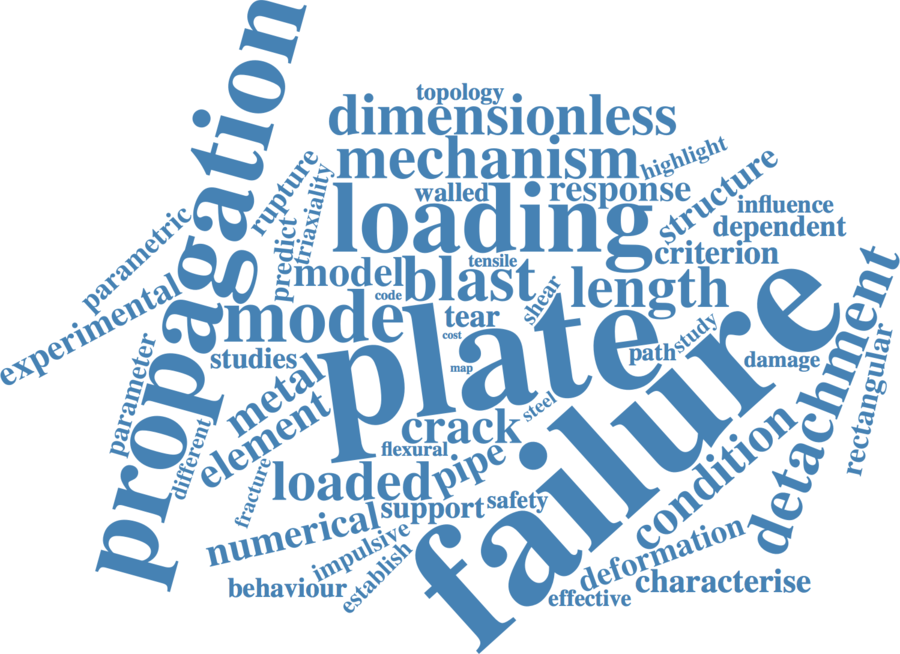 topology
dimensionless
mechanism
highlight
propagation
rupture
triaxiality
walled
response
structure
influence
loading
dependent
parametric
predict
criterion
tensile
model
blast
code
shear
length
experimental
mode
tear
cost
plate
path
study
damage
failure
detachment
rectangular
parameter
studies
map
metal
element
steel
crack
different
flexural
fracture
loaded
pipe
condition
support
safety
numerical
impulsive
deformation
behaviour
establish
characterise
effective